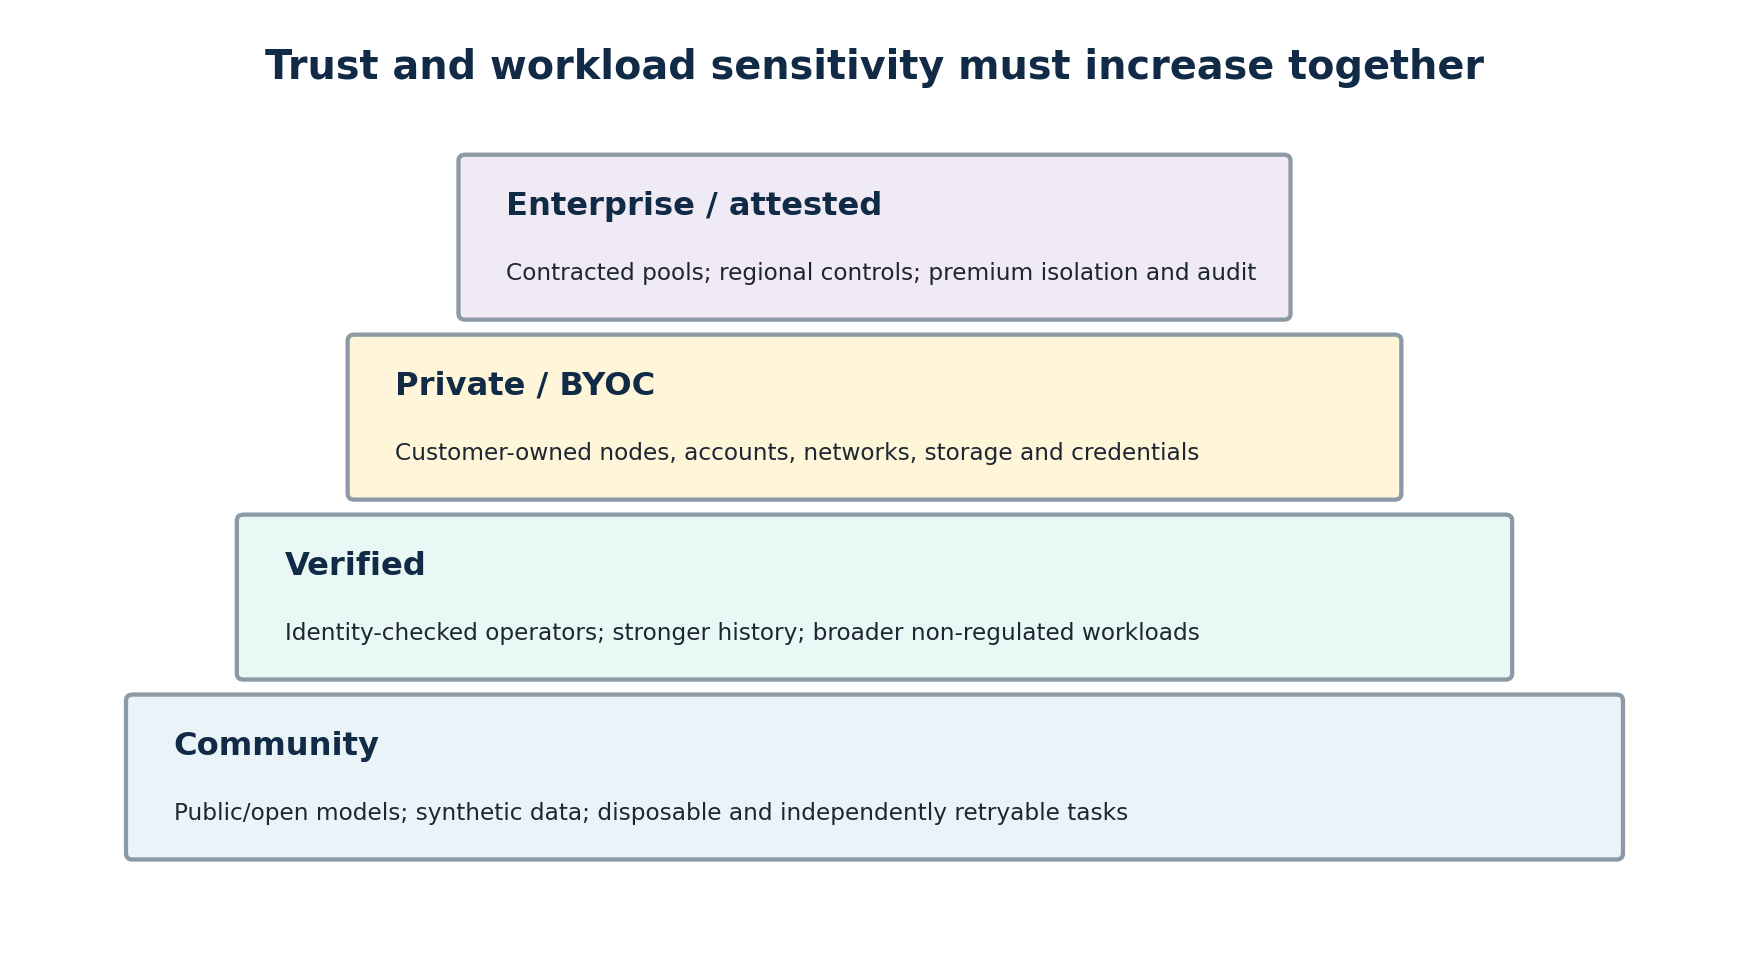 Trust and workload sensitivity must increase together
Enterprise / attested
Contracted pools; regional controls; premium isolation and audit
Private / BYOC
Customer-owned nodes, accounts, networks, storage and credentials
Verified
Identity-checked operators; stronger history; broader non-regulated workloads
Community
Public/open models; synthetic data; disposable and independently retryable tasks